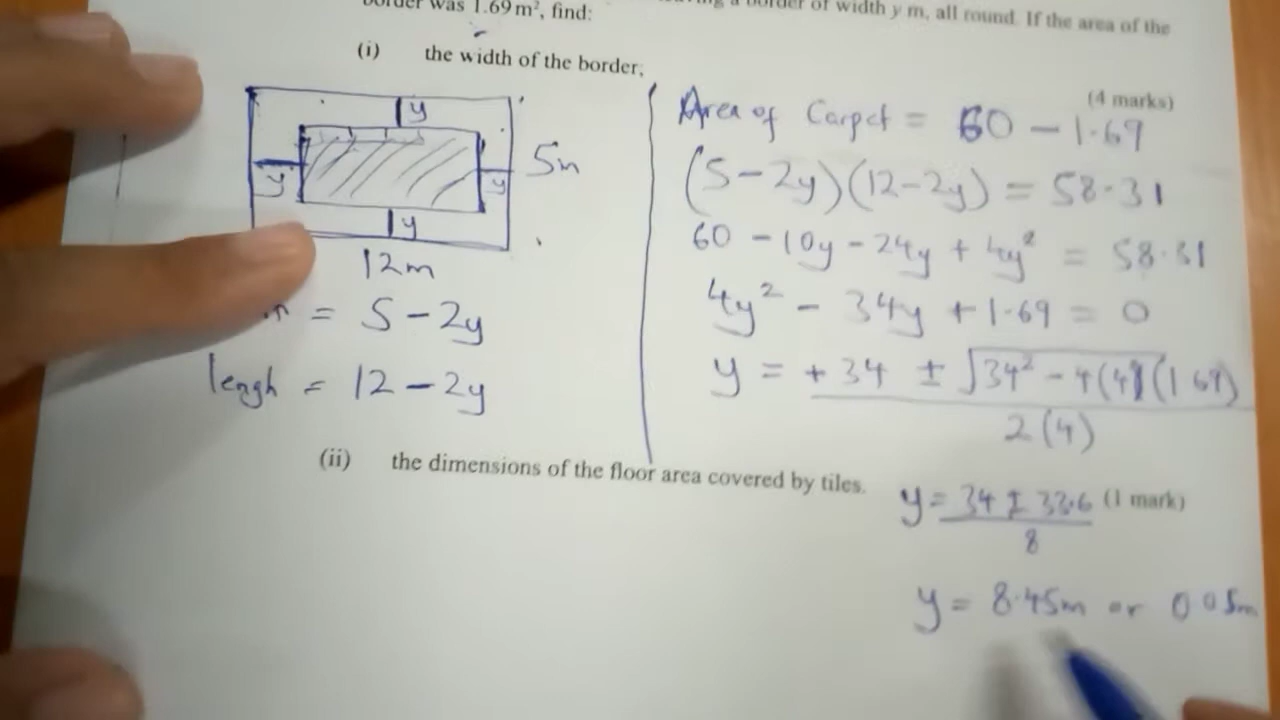 a border of width y m, all round. If the area of the
border was 1.69 m², find:
(i) the width of the border;
(4 marks)
y
y
y
y
5m
12m
= 5 - 2y
lengh = 12 - 2y
Area of Carpet = 60 - 1.69
(5-2y)(12-2y) = 58.31
60 - 10y - 24y + 4y² = 58.31
4y² - 34y + 1.69 = 0
y = +34 ± √34² - 4(4)(1.69)
2(4)
(ii) the dimensions of the floor area covered by tiles.
(1 mark)
y = 34 ± 33.6
8
y = 8.45m or 0.05m